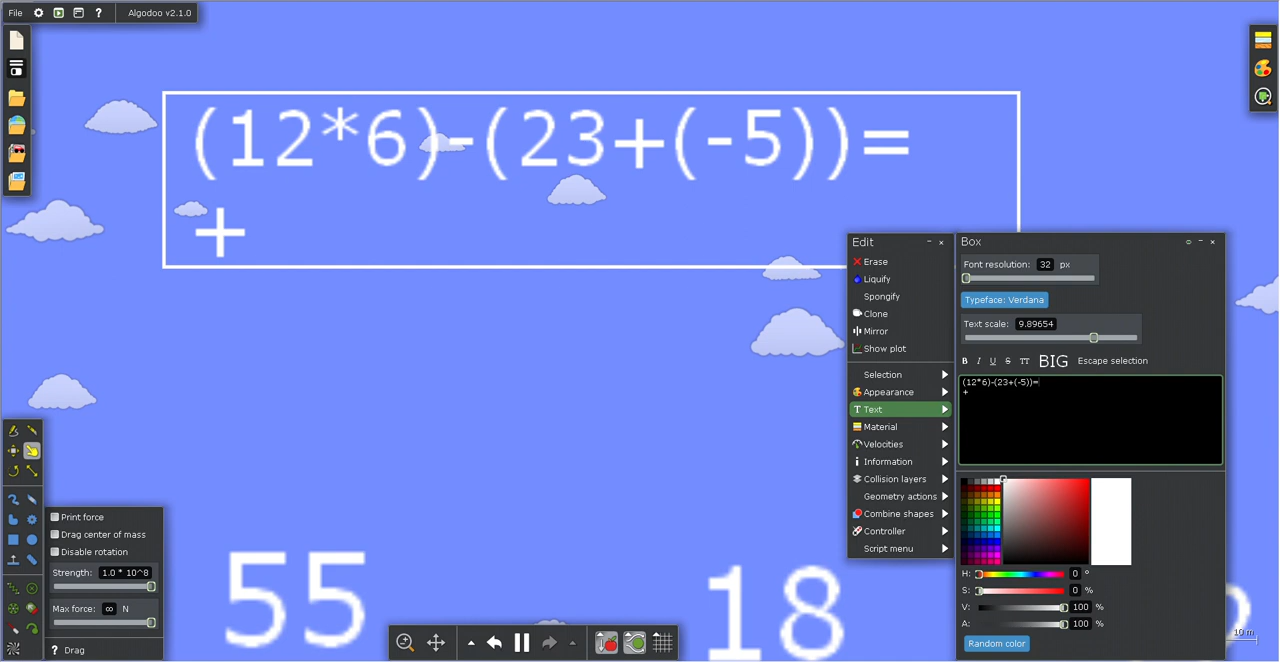 File ? Algodoo v2.1.0
(12*6)-(23+(-5))=
+
Edit
Erase
Liquify
Spongify
Clone
Mirror
Show plot
Selection
Appearance
T Text
Material
Velocities
Information
Collision layers
Geometry actions
Combine shapes
Controller
Script menu
Box
Font resolution: 32 px
Typeface: Verdana
Text scale: 9.89654
B I U S TT BIG Escape selection
(12*6)-(23+(-5))=
+
H: 0 °
S: 0 %
V: 100 %
A: 100 %
Random color
Print force
Drag center of mass
Disable rotation
Strength: 1.0 * 10^8
Max force: ∞ N
? Drag
55
18
10 m